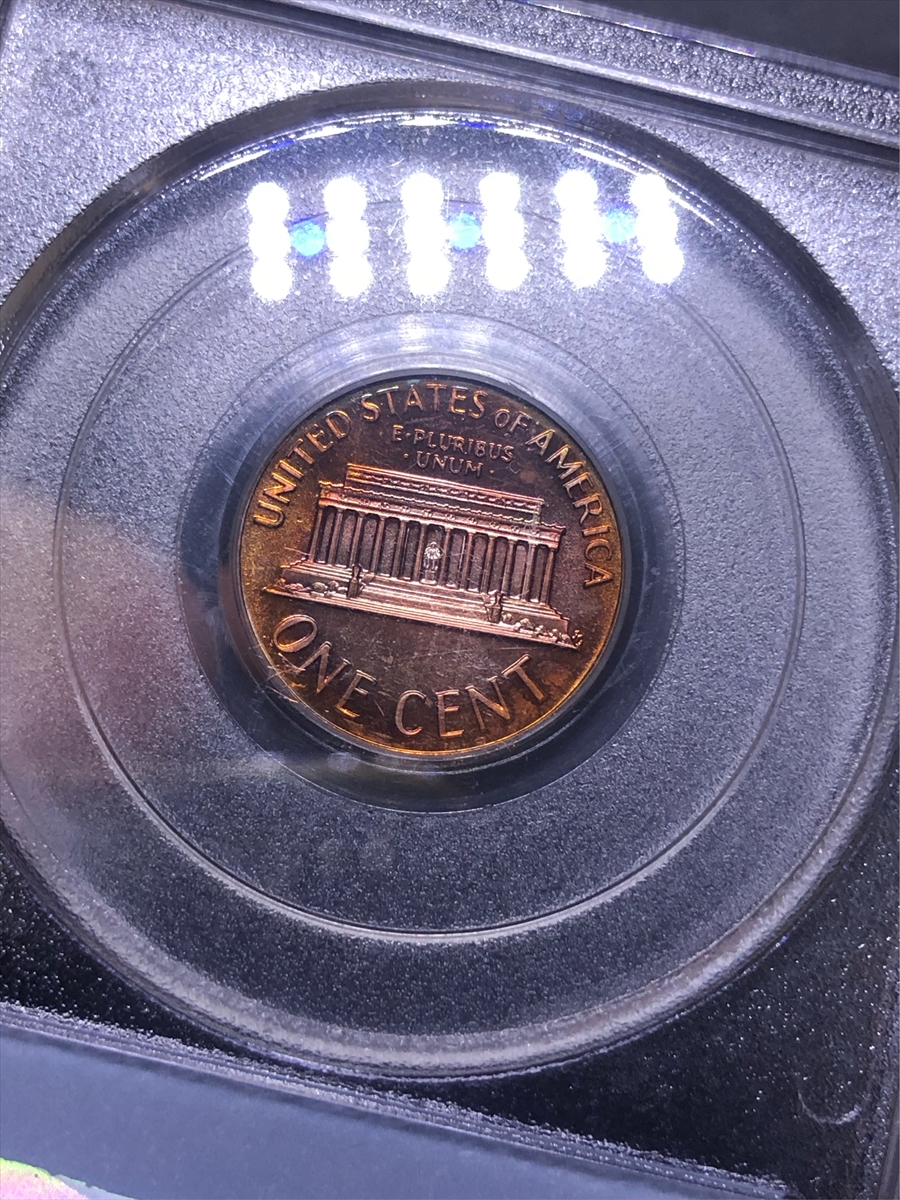 UNITED STATES OF AMERICA
E·PLURIBUS
·UNUM·
ONE CENT